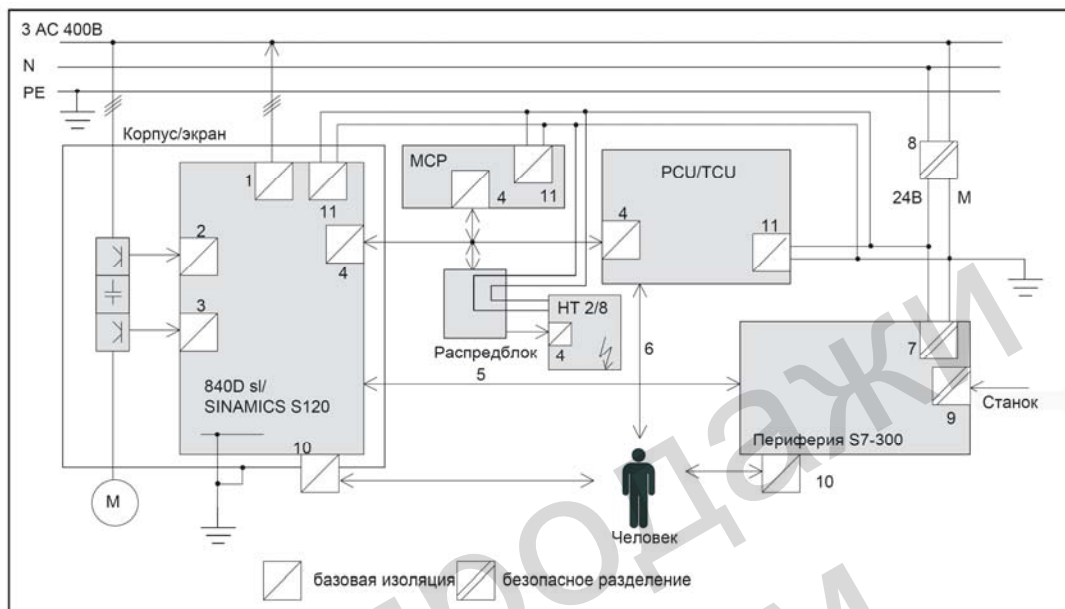 3 AC 400В
N
PE
Корпус/экран
1
11
2
4
3
840D sl/
SINAMICS S120
10
M
MCP
4
11
PCU/TCU
4
11
8
24В
M
HT 2/8
4
Распредблок
5
6
7
9
Станок
Периферия S7-300
10
Человек
базовая изоляция
безопасное разделение